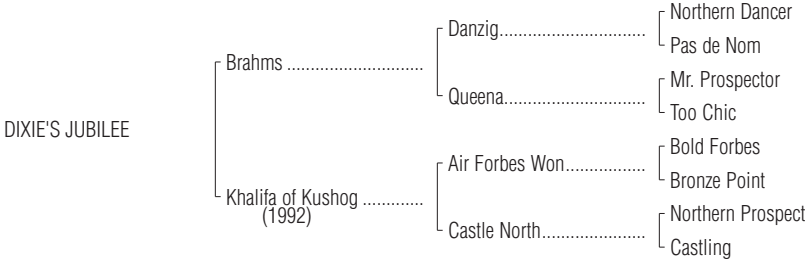 Northern Dancer
Danzig...............................
Pas de Nom
Brahms .............................
Mr. Prospector
Queena..............................
Too Chic
DIXIE'S JUBILEE
Bold Forbes
Air Forbes Won.................
Bronze Point
Khalifa of Kushog .............
(1992)
Northern Prospect
Castle North......................
Castling